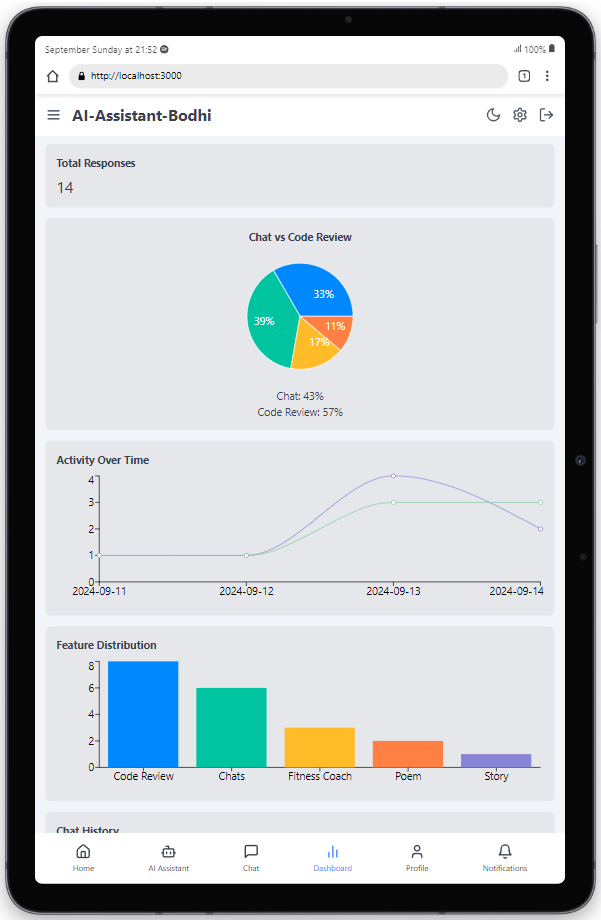 September Sunday at 21:52
100%
http://localhost:3000
1
AI-Assistant-Bodhi
Total Responses
14
Chat vs Code Review
33%
39%
11%
17%
Chat: 43%
Code Review: 57%
Activity Over Time
4
3
2
1
0
2024-09-11 2024-09-12 2024-09-13 2024-09-14
Feature Distribution
8
6
4
2
0
Code Review Chats Fitness Coach Poem Story
Chat History
Home AI Assistant Chat Dashboard Profile Notifications